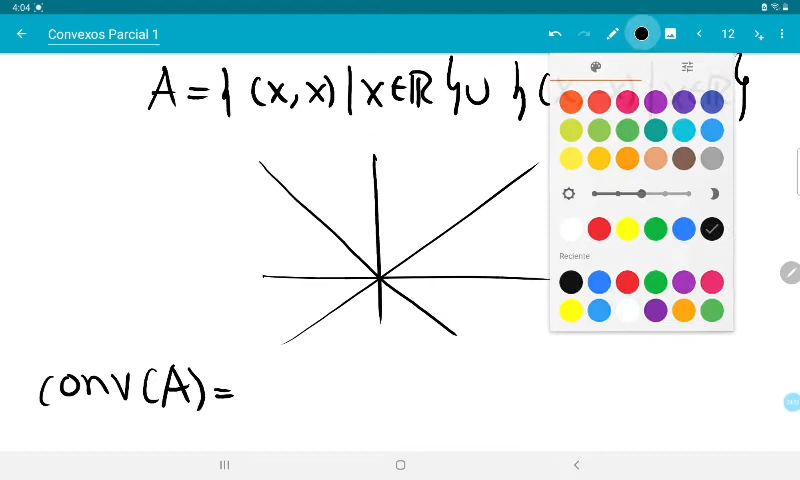 4:04
Convexos Parcial 1
12
A = { (x,x) | x ∈ ℝ } ∪ { (
Reciente
conv(A) =